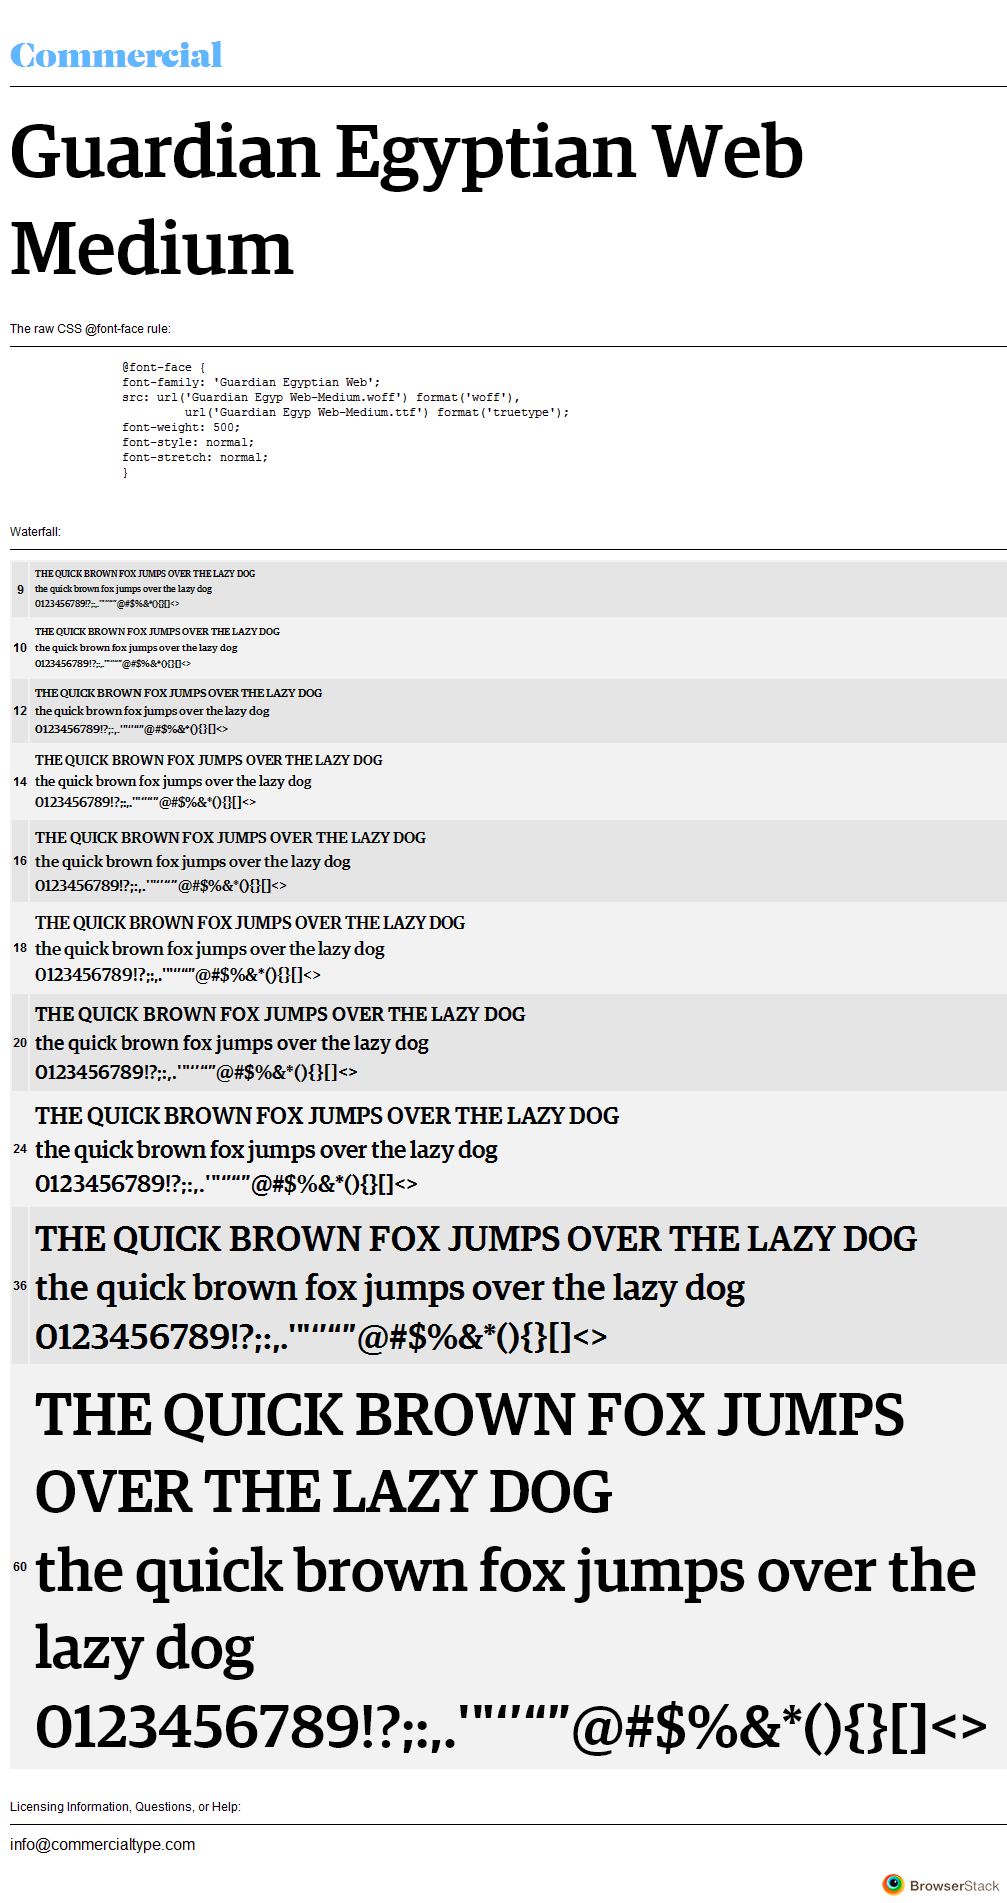 Commercial
Guardian Egyptian Web
Medium
The raw CSS @font-face rule:
@font-face {
font-family: 'Guardian Egyptian Web';
src: url('Guardian Egyp Web-Medium.woff') format('woff'),
url('Guardian Egyp Web-Medium.ttf') format('truetype');
font-weight: 500;
font-style: normal;
font-stretch: normal;
}
Waterfall:
THE QUICK BROWN FOX JUMPS OVER THE LAZY DOG
9 the quick brown fox jumps over the lazy dog
0123456789!?;:,.'"‘’“”@#$%&*(){}[]<>
THE QUICK BROWN FOX JUMPS OVER THE LAZY DOG
10 the quick brown fox jumps over the lazy dog
0123456789!?;:,.'"‘’“”@#$%&*(){}[]<>
THE QUICK BROWN FOX JUMPS OVER THE LAZY DOG
12 the quick brown fox jumps over the lazy dog
0123456789!?;:,.'"‘’“”@#$%&*(){}[]<>
THE QUICK BROWN FOX JUMPS OVER THE LAZY DOG
14 the quick brown fox jumps over the lazy dog
0123456789!?;:,.'"‘’“”@#$%&*(){}[]<>
THE QUICK BROWN FOX JUMPS OVER THE LAZY DOG
16 the quick brown fox jumps over the lazy dog
0123456789!?;:,.'"‘’“”@#$%&*(){}[]<>
THE QUICK BROWN FOX JUMPS OVER THE LAZY DOG
18 the quick brown fox jumps over the lazy dog
0123456789!?;:,.'"‘’“”@#$%&*(){}[]<>
THE QUICK BROWN FOX JUMPS OVER THE LAZY DOG
20 the quick brown fox jumps over the lazy dog
0123456789!?;:,.'"‘’“”@#$%&*(){}[]<>
THE QUICK BROWN FOX JUMPS OVER THE LAZY DOG
24 the quick brown fox jumps over the lazy dog
0123456789!?;:,.'"‘’“”@#$%&*(){}[]<>
THE QUICK BROWN FOX JUMPS OVER THE LAZY DOG
36 the quick brown fox jumps over the lazy dog
0123456789!?;:,.'"‘’“”@#$%&*(){}[]<>
THE QUICK BROWN FOX JUMPS
OVER THE LAZY DOG
60 the quick brown fox jumps over the
lazy dog
0123456789!?;:,.'"‘’“”@#$%&*(){}[]<>
Licensing Information, Questions, or Help:
info@commercialtype.com
BrowserStack